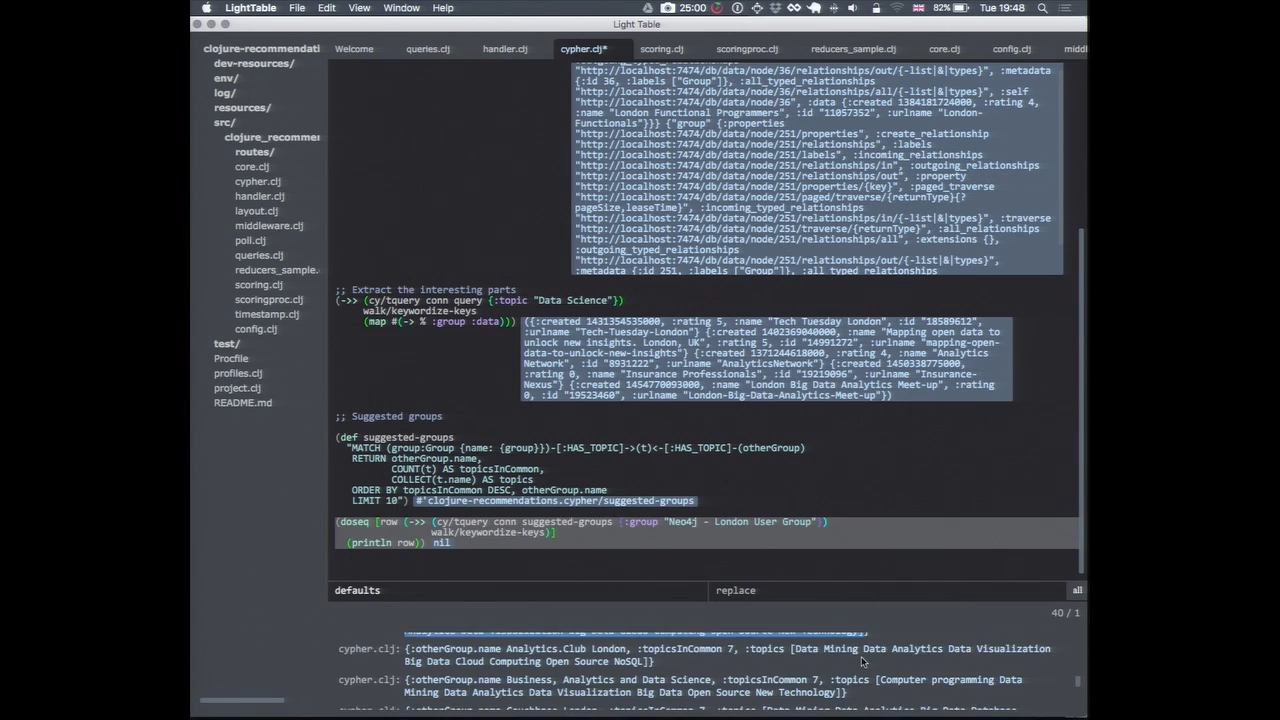 LightTable File Edit View Window Help 25:00 82% Tue 19:48
Light Table
clojure-recommendati
Welcome queries.clj handler.clj cypher.clj* scoring.clj scoringproc.clj reducers_sample.clj core.clj config.clj midd
dev-resources/
env/
log/
resources/
src/
clojure_recommer
routes/
core.clj
cypher.clj
handler.clj
layout.clj
middleware.clj
poll.clj
queries.clj
reducers_sample.
scoring.clj
scoringproc.clj
timestamp.clj
config.clj
test/
Procfile
profiles.clj
project.clj
README.md
"http://localhost:7474/db/data/node/36/relationships/out/{-list|&|types}", :metadata
{:id 36, :labels ["Group"]}, :all_typed_relationships
"http://localhost:7474/db/data/node/36/relationships/all/{-list|&|types}", :self
"http://localhost:7474/db/data/node/36", :data {:created 1384181724000, :rating 4,
:name "London Functional Programmers", :id "11057352", :urlname "London-
Functionals"}}} {"group" {:properties
"http://localhost:7474/db/data/node/251/properties", :create_relationship
"http://localhost:7474/db/data/node/251/relationships", :labels
"http://localhost:7474/db/data/node/251/labels", :incoming_relationships
"http://localhost:7474/db/data/node/251/relationships/in", :outgoing_relationships
"http://localhost:7474/db/data/node/251/relationships/out", :property
"http://localhost:7474/db/data/node/251/properties/{key}", :paged_traverse
"http://localhost:7474/db/data/node/251/paged/traverse/{returnType}{?
pageSize,leaseTime}", :incoming_typed_relationships
"http://localhost:7474/db/data/node/251/relationships/in/{-list|&|types}", :traverse
"http://localhost:7474/db/data/node/251/traverse/{returnType}", :all_relationships
"http://localhost:7474/db/data/node/251/relationships/all", :extensions {},
:outgoing_typed_relationships
"http://localhost:7474/db/data/node/251/relationships/out/{-list|&|types}",
:metadata {:id 251, :labels ["Group"]}, :all_typed_relationships
;; Extract the interesting parts
(->> (cy/tquery conn query {:topic "Data Science"})
walk/keywordize-keys
(map #(-> % :group :data))) ({:created 1431354535000, :rating 5, :name "Tech Tuesday London", :id "18589612",
:urlname "Tech-Tuesday-London"} {:created 1402369040000, :name "Mapping open data to
unlock new insights. London, UK", :rating 5, :id "14991272", :urlname "mapping-open-
data-to-unlock-new-insights"} {:created 1371244618000, :rating 4, :name "Analytics
Network", :id "8931222", :urlname "AnalyticsNetwork"} {:created 1450338775000,
:rating 0, :name "Insurance Professionals", :id "19219096", :urlname "Insurance-
Nexus"} {:created 1454770093000, :name "London Big Data Analytics Meet-up", :rating
0, :id "19523460", :urlname "London-Big-Data-Analytics-Meet-up"})
;; Suggested groups
(def suggested-groups
"MATCH (group:Group {name: {group}})-[:HAS_TOPIC]->(t)<-[:HAS_TOPIC]-(otherGroup)
RETURN otherGroup.name,
COUNT(t) AS topicsInCommon,
COLLECT(t.name) AS topics
ORDER BY topicsInCommon DESC, otherGroup.name
LIMIT 10") #'clojure-recommendations.cypher/suggested-groups
(doseq [row (->> (cy/tquery conn suggested-groups {:group "Neo4j - London User Group"})
walk/keywordize-keys)]
(println row)) nil
defaults replace all
40 / 1
cypher.clj: {:otherGroup.name Analytics.Club London, :topicsInCommon 7, :topics [Data Mining Data Analytics Data Visualization
Big Data Cloud Computing Open Source NoSQL]}
cypher.clj: {:otherGroup.name Business, Analytics and Data Science, :topicsInCommon 7, :topics [Computer programming Data
Mining Data Analytics Data Visualization Big Data Open Source New Technology]}